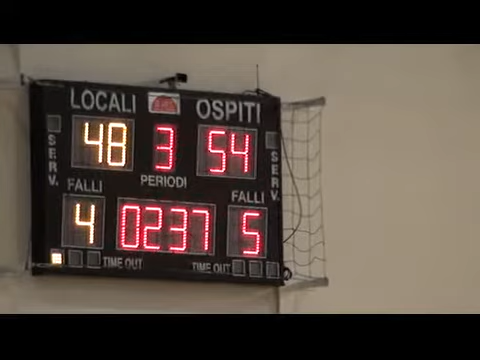 LOCALI OSPITI
48 3 54
SERV. SERV.
PERIODI
FALLI FALLI
4 0237 5
TIME OUT TIME OUT